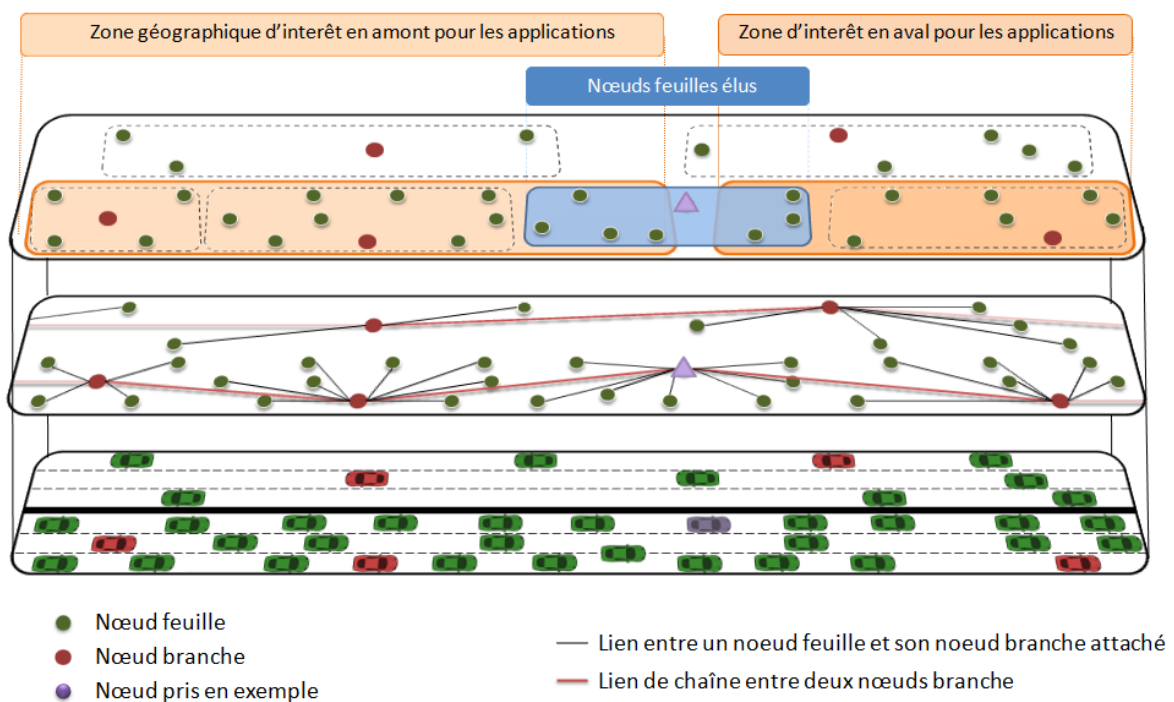 Zone géographique d’interêt en amont pour les applications
Zone d’interêt en aval pour les applications
Nœuds feuilles élus
Nœud feuille
Nœud branche
Nœud pris en exemple
Lien entre un noeud feuille et son noeud branche attaché
Lien de chaîne entre deux nœuds branche